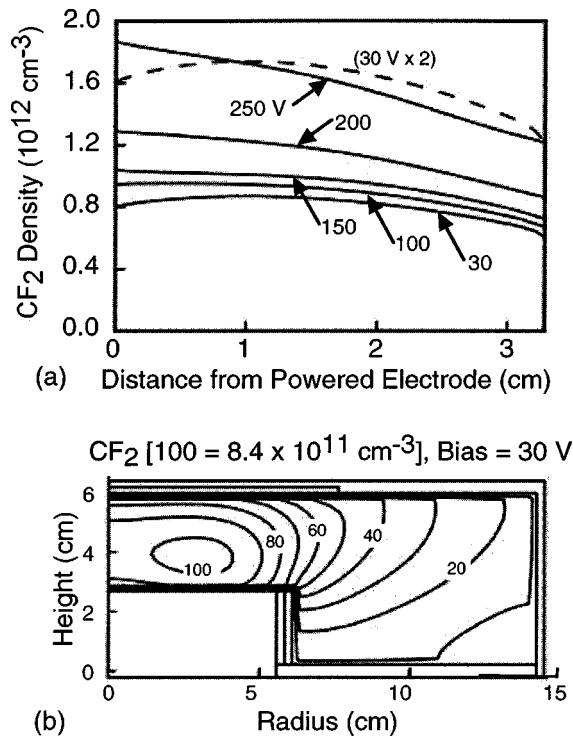 2.0
1.6
1.2
0.8
0.4
0.0
CF2 Density (10^12 cm^-3)
(30 V x 2)
250 V
200
150
100
30
0 1 2 3
(a) Distance from Powered Electrode (cm)
CF2 [100 = 8.4 x 10^11 cm^-3], Bias = 30 V
6
4
2
0
Height (cm)
100
80
60
40
20
0 5 10 15
(b) Radius (cm)